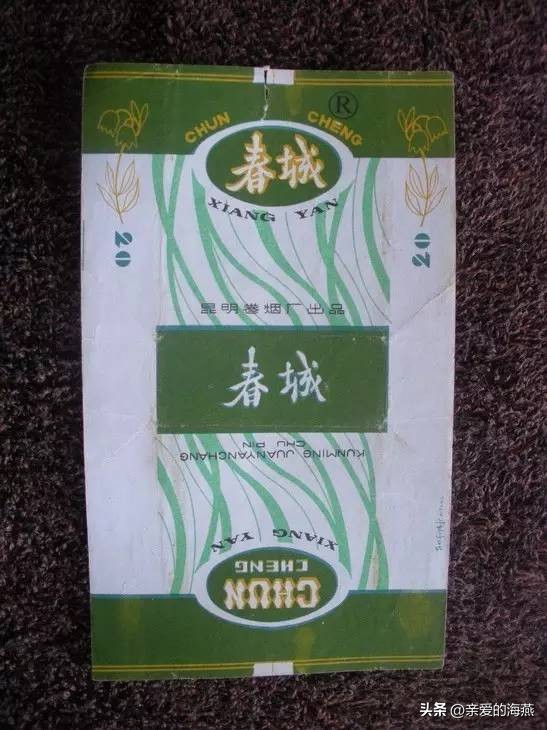 ®
CHUN CHENG
春城
XIANG YAN
20
20
昆明卷烟厂出品
春城
KUNMING JUANYANCHANG
CHU PIN
XIANG YAN
CHUN
CHENG
头条 @亲爱的海燕